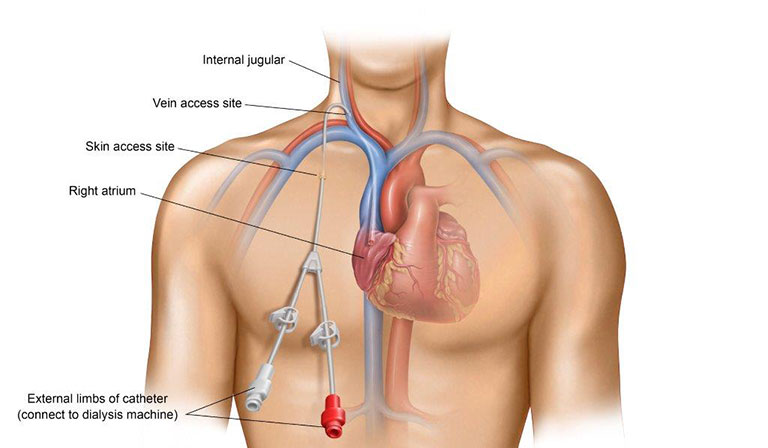 Internal jugular
Vein access site
Skin access site
Right atrium
External limbs of catheter
(connect to dialysis machine)